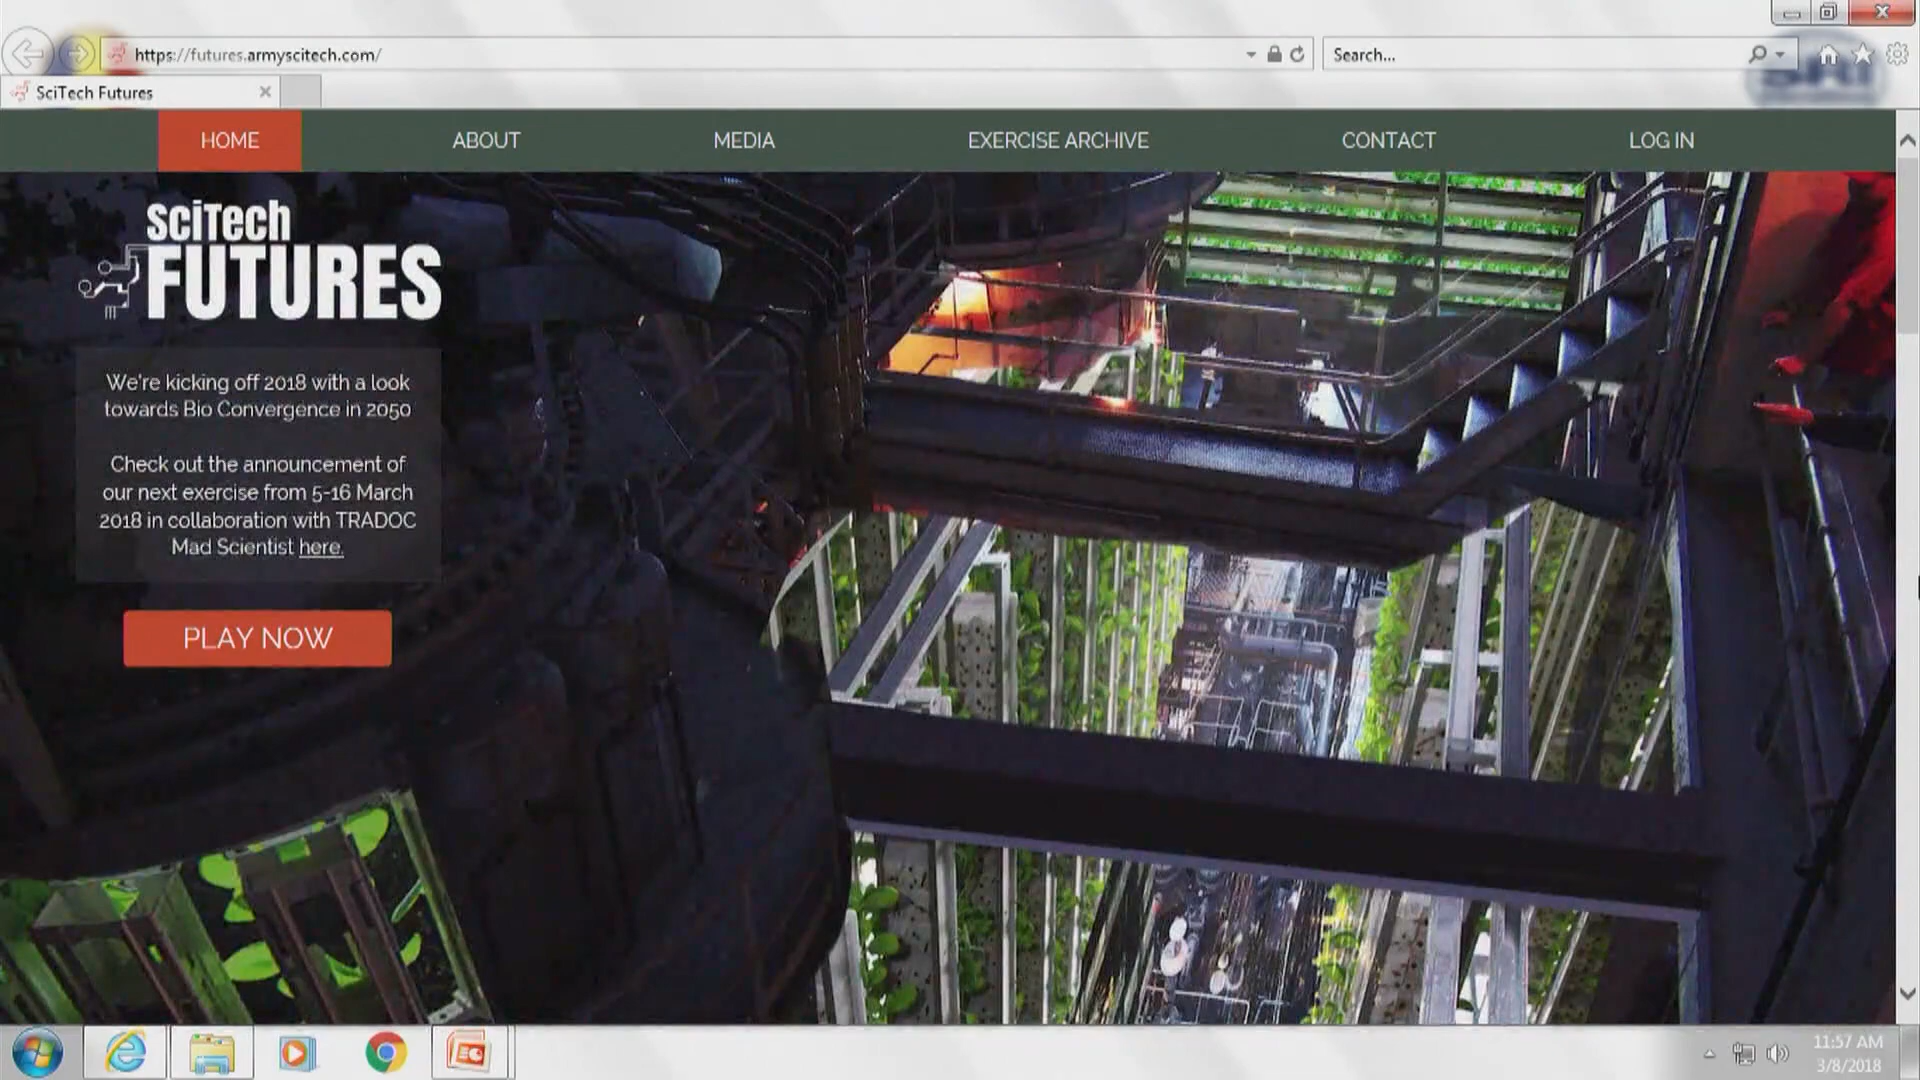 https://futures.armyscitech.com/
Search...
SciTech Futures
HOME ABOUT MEDIA EXERCISE ARCHIVE CONTACT LOG IN
sciTech
FUTURES
We're kicking off 2018 with a look
towards Bio Convergence in 2050
Check out the announcement of
our next exercise from 5-16 March
2018 in collaboration with TRADOC
Mad Scientist here.
PLAY NOW
11:57 AM
3/8/2018